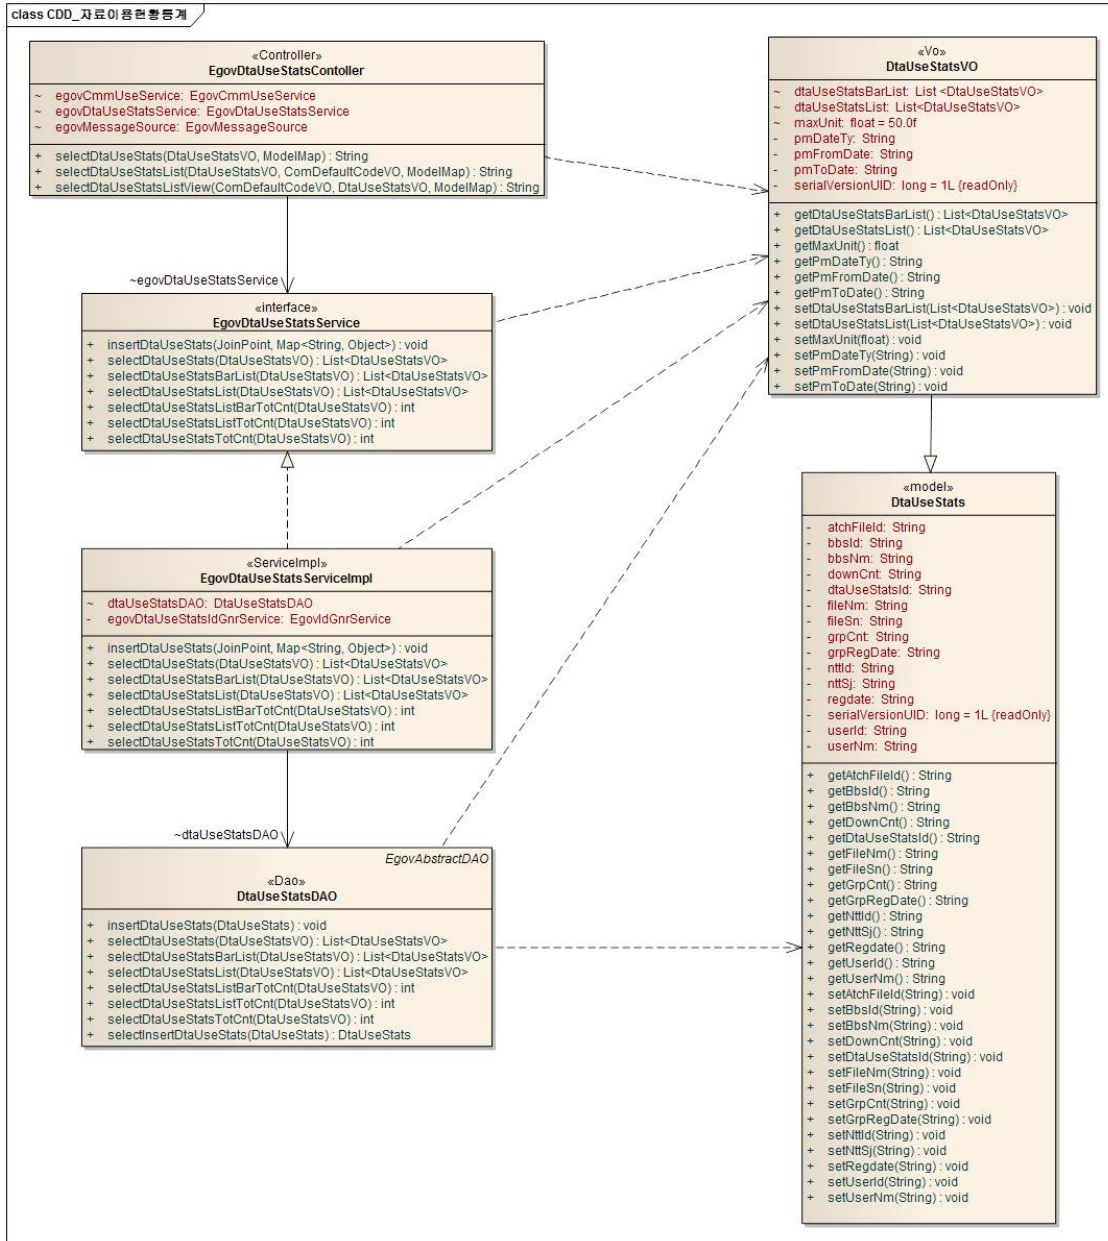 class CDD_자료이용현황통계
«Controller»
EgovDtaUseStatsContoller
~ egovCmmUseService: EgovCmmUseService
~ egovDtaUseStatsService: EgovDtaUseStatsService
~ egovMessageSource: EgovMessageSource
+ selectDtaUseStats(DtaUseStatsVO, ModelMap) : String
+ selectDtaUseStatsList(DtaUseStatsVO, ComDefaultCodeVO, ModelMap) : String
+ selectDtaUseStatsListView(ComDefaultCodeVO, DtaUseStatsVO, ModelMap) : String
~egovDtaUseStatsService
«interface»
EgovDtaUseStatsService
+ insertDtaUseStats(JoinPoint, Map<String, Object>) : void
+ selectDtaUseStats(DtaUseStatsVO) : List<DtaUseStatsVO>
+ selectDtaUseStatsBarList(DtaUseStatsVO) : List<DtaUseStatsVO>
+ selectDtaUseStatsList(DtaUseStatsVO) : List<DtaUseStatsVO>
+ selectDtaUseStatsListBarTotCnt(DtaUseStatsVO) : int
+ selectDtaUseStatsListTotCnt(DtaUseStatsVO) : int
+ selectDtaUseStatsTotCnt(DtaUseStatsVO) : int
«ServiceImpl»
EgovDtaUseStatsServiceImpl
~ dtaUseStatsDAO: DtaUseStatsDAO
- egovDtaUseStatsIdGnrService: EgovIdGnrService
+ insertDtaUseStats(JoinPoint, Map<String, Object>) : void
+ selectDtaUseStats(DtaUseStatsVO) : List<DtaUseStatsVO>
+ selectDtaUseStatsBarList(DtaUseStatsVO) : List<DtaUseStatsVO>
+ selectDtaUseStatsList(DtaUseStatsVO) : List<DtaUseStatsVO>
+ selectDtaUseStatsListBarTotCnt(DtaUseStatsVO) : int
+ selectDtaUseStatsListTotCnt(DtaUseStatsVO) : int
+ selectDtaUseStatsTotCnt(DtaUseStatsVO) : int
~dtaUseStatsDAO
EgovAbstractDAO
«Dao»
DtaUseStatsDAO
+ insertDtaUseStats(DtaUseStats) : void
+ selectDtaUseStats(DtaUseStatsVO) : List<DtaUseStatsVO>
+ selectDtaUseStatsBarList(DtaUseStatsVO) : List<DtaUseStatsVO>
+ selectDtaUseStatsList(DtaUseStatsVO) : List<DtaUseStatsVO>
+ selectDtaUseStatsListBarTotCnt(DtaUseStatsVO) : int
+ selectDtaUseStatsListTotCnt(DtaUseStatsVO) : int
+ selectDtaUseStatsTotCnt(DtaUseStatsVO) : int
+ selectInsertDtaUseStats(DtaUseStats) : DtaUseStats
«Vo»
DtaUseStatsVO
~ dtaUseStatsBarList: List <DtaUseStatsVO>
~ dtaUseStatsList: List<DtaUseStatsVO>
~ maxUnit: float = 50.0f
- pmDateTy: String
- pmFromDate: String
- pmToDate: String
- serialVersionUID: long = 1L {readOnly}
+ getDtaUseStatsBarList() : List<DtaUseStatsVO>
+ getDtaUseStatsList() : List<DtaUseStatsVO>
+ getMaxUnit() : float
+ getPmDateTy() : String
+ getPmFromDate() : String
+ getPmToDate() : String
+ setDtaUseStatsBarList(List<DtaUseStatsVO>) : void
+ setDtaUseStatsList(List<DtaUseStatsVO>) : void
+ setMaxUnit(float) : void
+ setPmDateTy(String) : void
+ setPmFromDate(String) : void
+ setPmToDate(String) : void
«model»
DtaUseStats
- atchFileId: String
- bbsId: String
- bbsNm: String
- downCnt: String
- dtaUseStatsId: String
- fileNm: String
- fileSn: String
- grpCnt: String
- grpRegDate: String
- nttId: String
- nttSj: String
- regdate: String
- serialVersionUID: long = 1L {readOnly}
- userId: String
- userNm: String
+ getAtchFileId() : String
+ getBbsId() : String
+ getBbsNm() : String
+ getDownCnt() : String
+ getDtaUseStatsId() : String
+ getFileNm() : String
+ getFileSn() : String
+ getGrpCnt() : String
+ getGrpRegDate() : String
+ getNttId() : String
+ getNttSj() : String
+ getRegdate() : String
+ getUserId() : String
+ getUserNm() : String
+ setAtchFileId(String) : void
+ setBbsId(String) : void
+ setBbsNm(String) : void
+ setDownCnt(String) : void
+ setDtaUseStatsId(String) : void
+ setFileNm(String) : void
+ setFileSn(String) : void
+ setGrpCnt(String) : void
+ setGrpRegDate(String) : void
+ setNttId(String) : void
+ setNttSj(String) : void
+ setRegdate(String) : void
+ setUserId(String) : void
+ setUserNm(String) : void